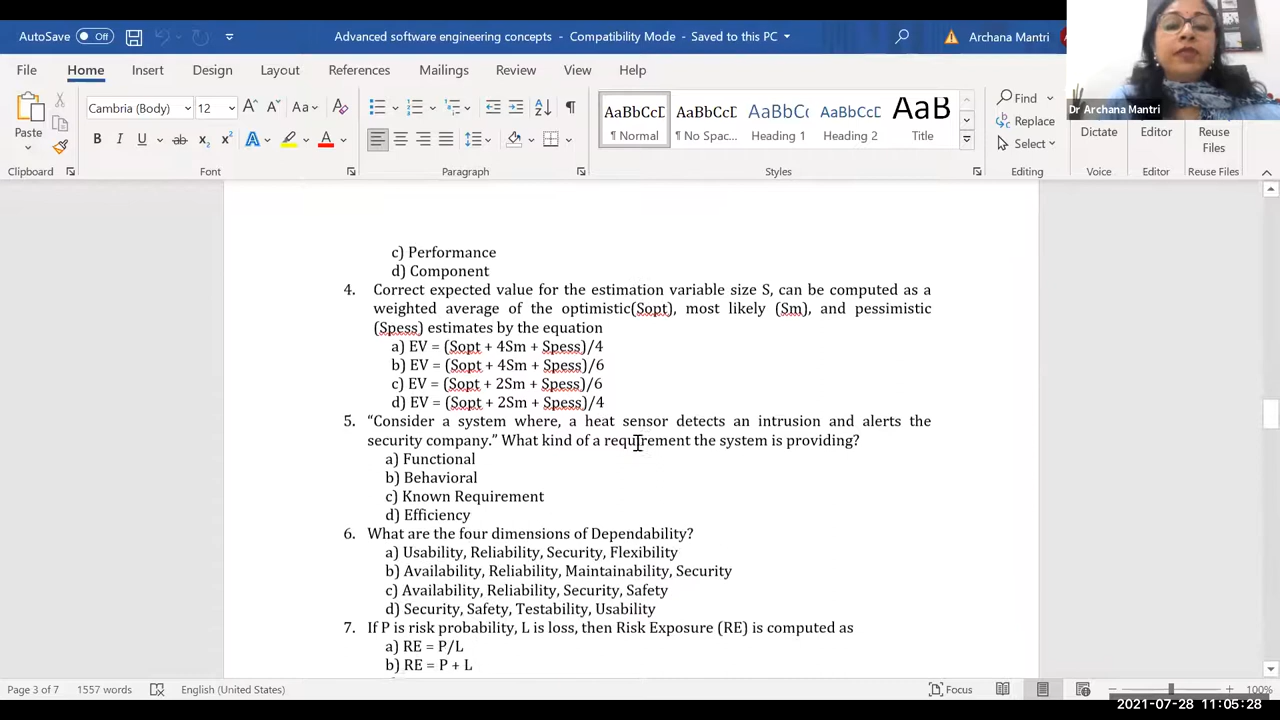 AutoSave Off Advanced software engineering concepts - Compatibility Mode - Saved to this PC Archana Mantri
File Home Insert Design Layout References Mailings Review View Help
Dr Archana Mantri
Paste Cambria (Body) 12 Aa AaBbCcD AaBbCcD AaBbCc AaBbCcD AaB Find
Replace
B I U ab x₂ x² A A ¶ Normal ¶ No Spac... Heading 1 Heading 2 Title Select Dictate Editor Reuse Files
Clipboard Font Paragraph Styles Editing Voice Editor Reuse Files
c) Performance
d) Component
4. Correct expected value for the estimation variable size S, can be computed as a
weighted average of the optimistic(Sopt), most likely (Sm), and pessimistic
(Spess) estimates by the equation
a) EV = (Sopt + 4Sm + Spess)/4
b) EV = (Sopt + 4Sm + Spess)/6
c) EV = (Sopt + 2Sm + Spess)/6
d) EV = (Sopt + 2Sm + Spess)/4
5. “Consider a system where, a heat sensor detects an intrusion and alerts the
security company.” What kind of a requirement the system is providing?
a) Functional
b) Behavioral
c) Known Requirement
d) Efficiency
6. What are the four dimensions of Dependability?
a) Usability, Reliability, Security, Flexibility
b) Availability, Reliability, Maintainability, Security
c) Availability, Reliability, Security, Safety
d) Security, Safety, Testability, Usability
7. If P is risk probability, L is loss, then Risk Exposure (RE) is computed as
a) RE = P/L
b) RE = P + L
Page 3 of 7 1557 words English (United States) Focus 100%
2021-07-28 11:05:28